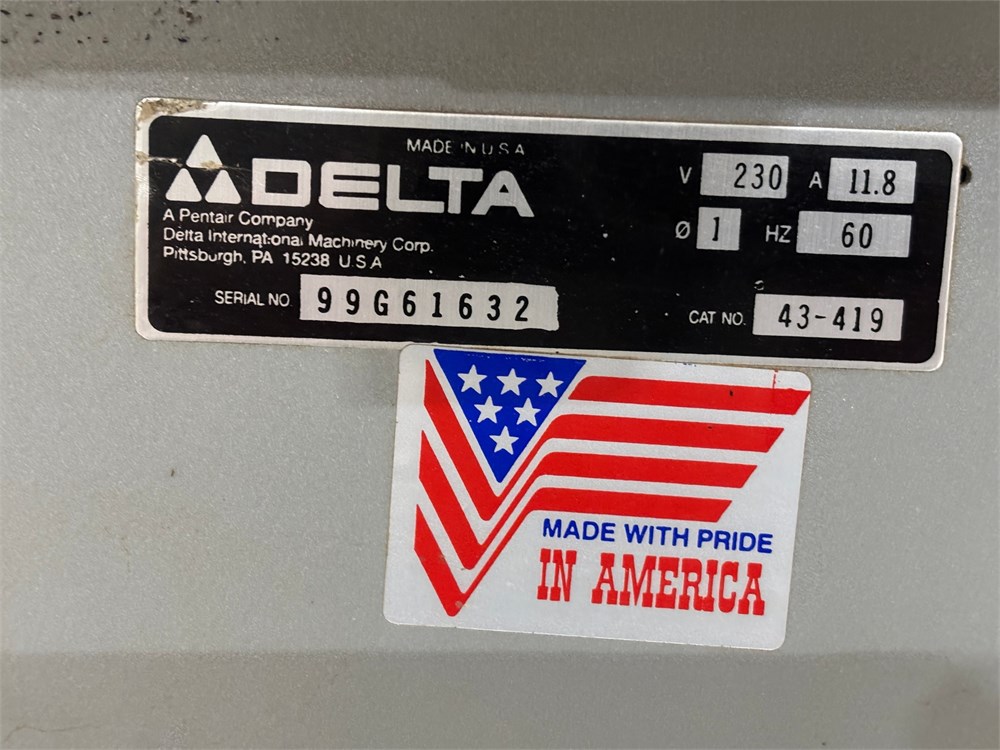 MADE IN U.S.A
DELTA
A Pentair Company
Delta International Machinery Corp.
Pittsburgh, PA 15238 U.S.A
SERIAL NO 99G61632
V 230 A 11.8
Ø 1 HZ 60
CAT NO. 43-419
MADE WITH PRIDE
IN AMERICA